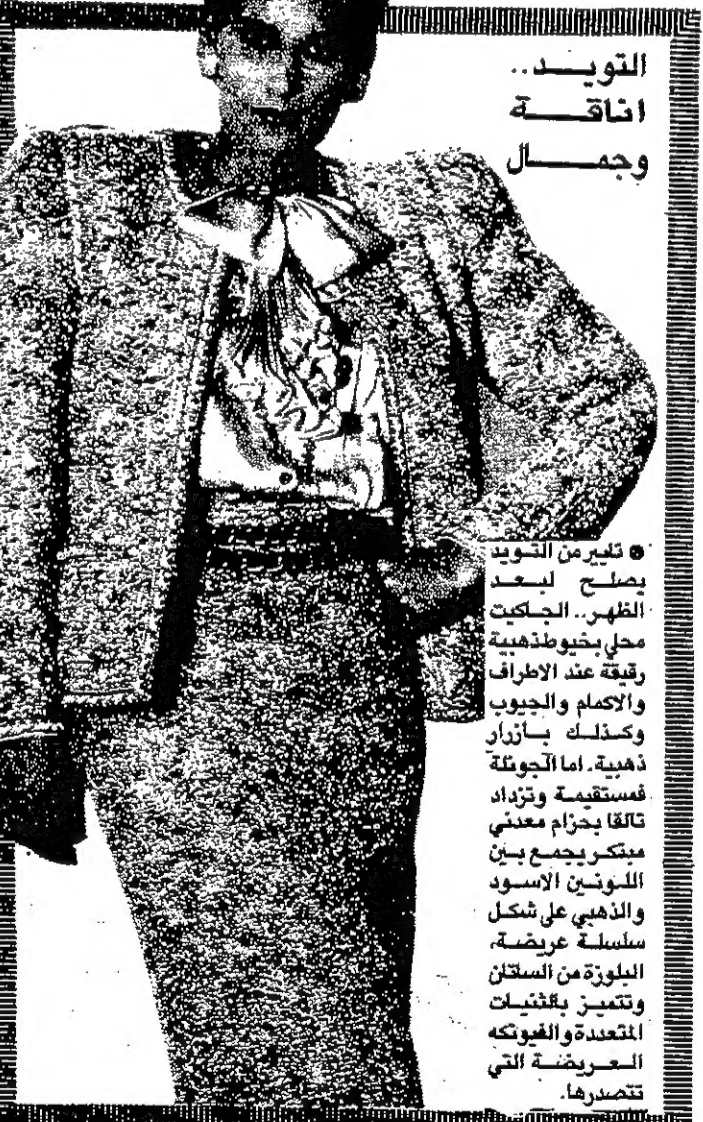 التويد..
اناقة
وجمال
● تايير من التويد
يصلح لبعد
الظهر.. الجاكيت
محلي بخيوط ذهبية
رقيقة عند الاطراف
والاكمام والجيوب
وكذلك بازرار
ذهبية. اما الجونلة
فمستقيمة وتزداد
تالقا بحزام معدني
مبتكر يجمع بين
اللونين الاسود
والذهبي على شكل
سلسلة عريضة.
البلوزة من الساتان
وتتميز بالثنيات
المتعددة والفيونكه
العريضة التي
تتصدرها.